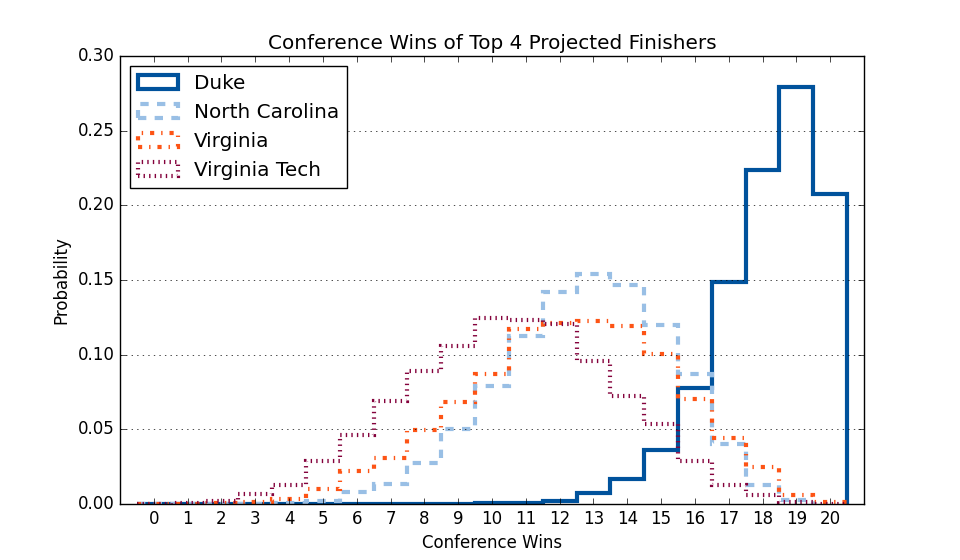 Conference Wins of Top 4 Projected Finishers
Duke
North Carolina
Virginia
Virginia Tech
0.30
0.25
0.20
0.15
0.10
0.05
0.00
Probability
0 1 2 3 4 5 6 7 8 9 10 11 12 13 14 15 16 17 18 19 20
Conference Wins